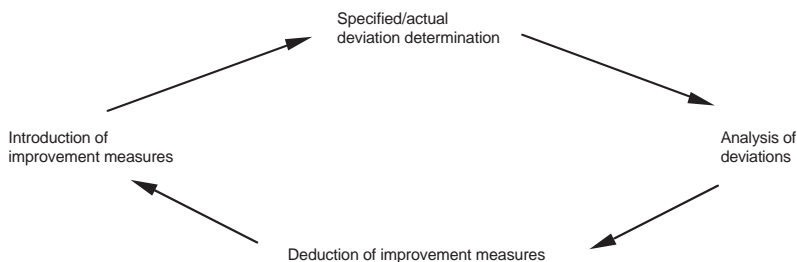 Specified/actual
deviation determination
Introduction of
improvement measures
Analysis of
deviations
Deduction of improvement measures